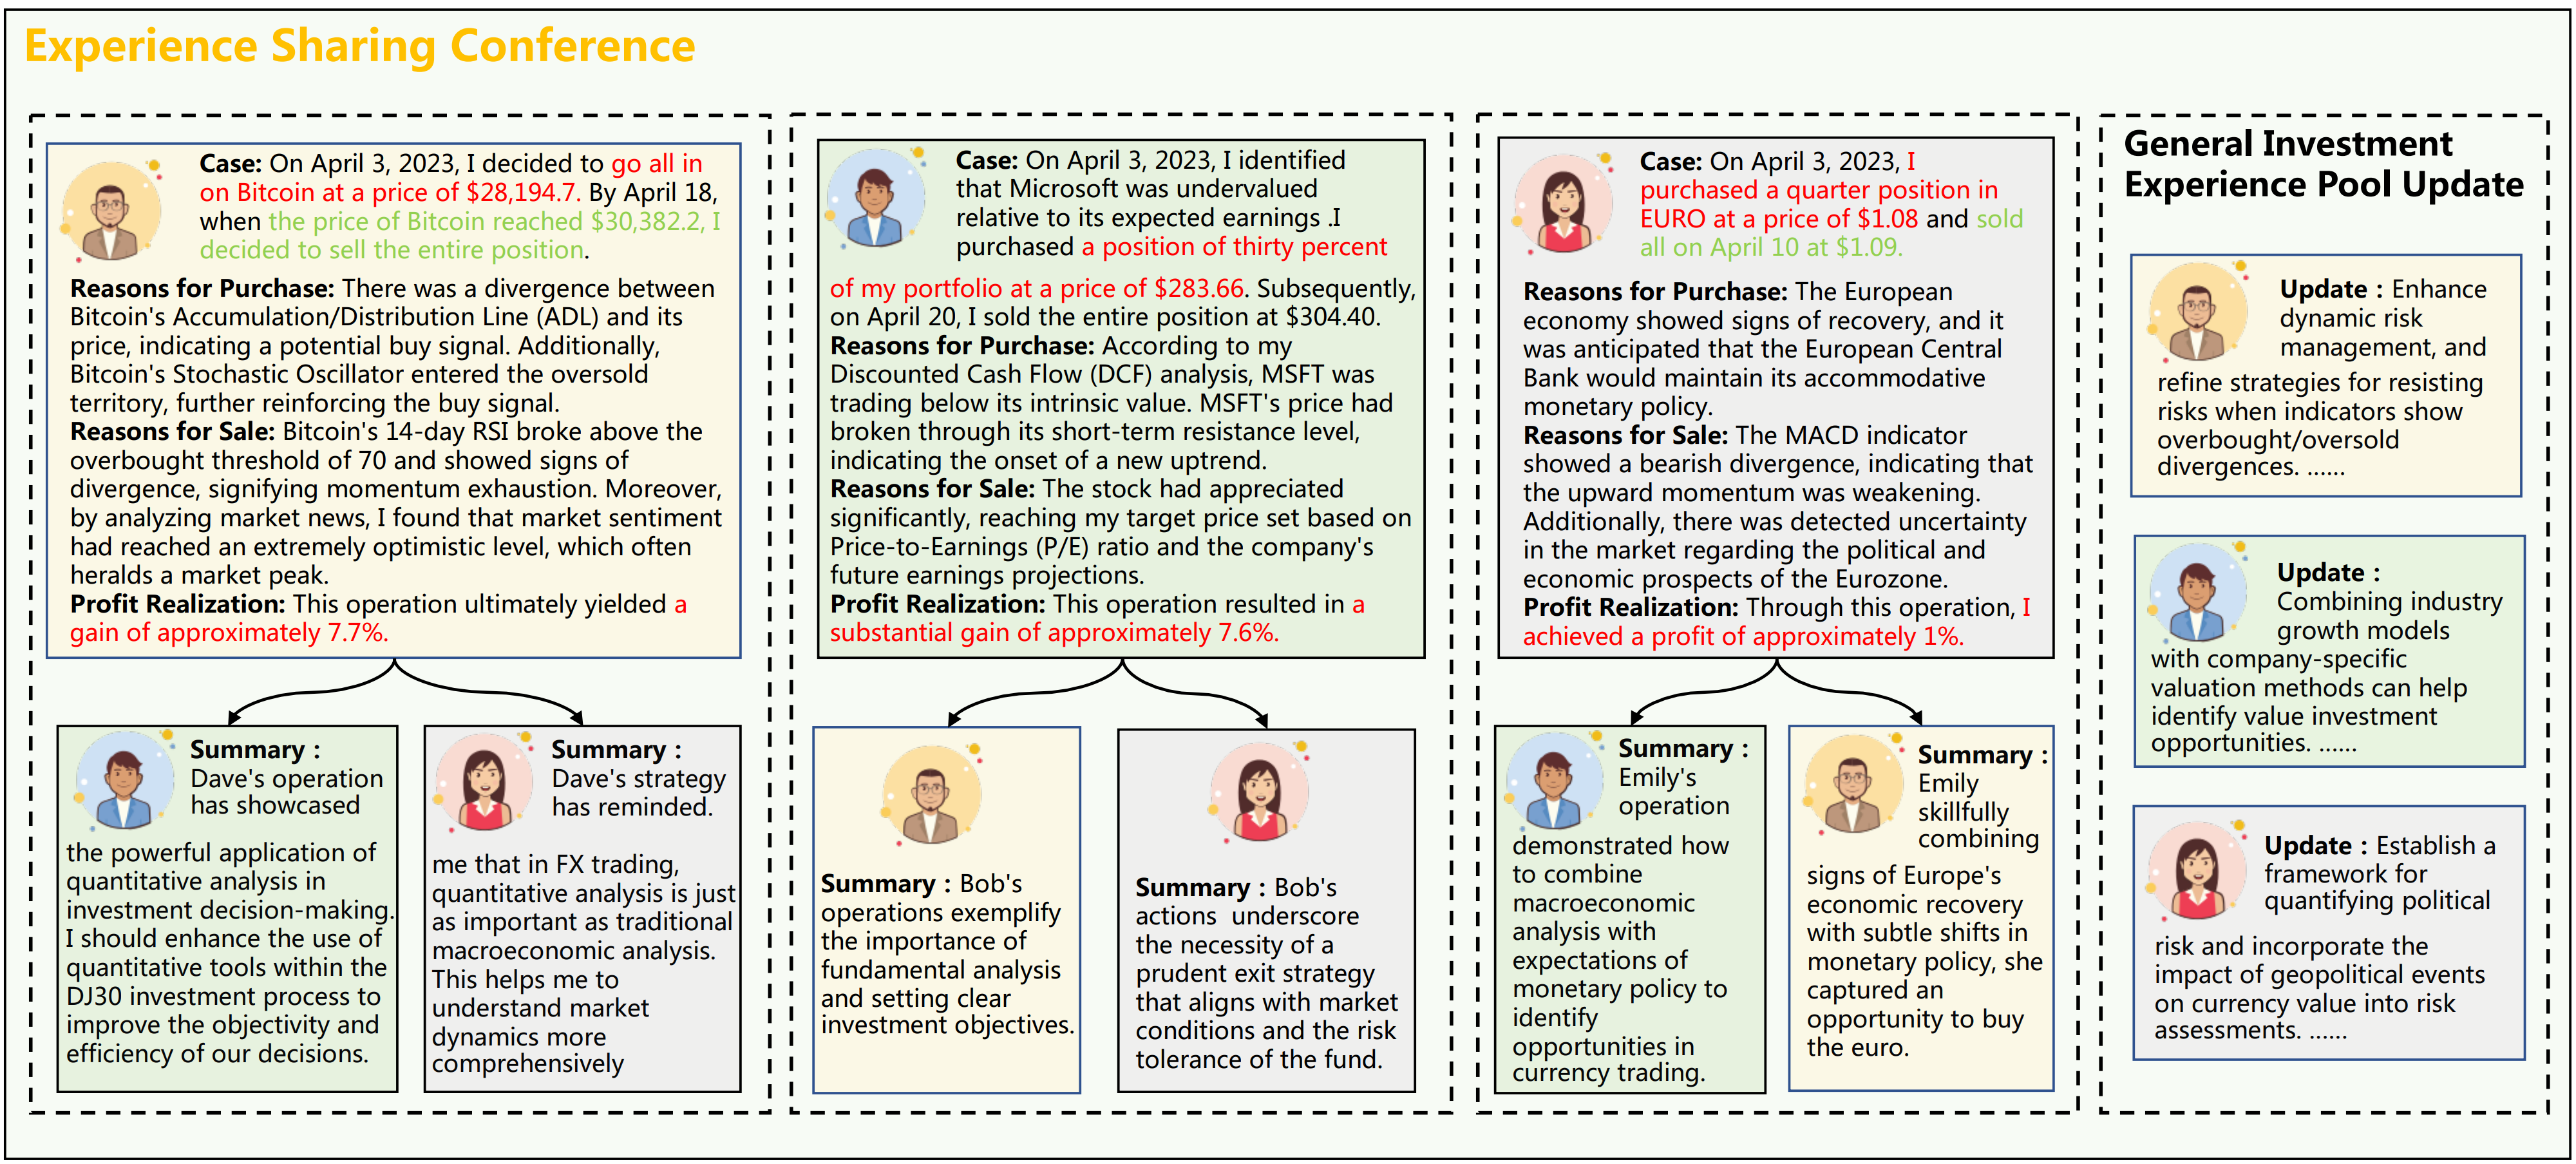 Experience Sharing Conference
Case: On April 3, 2023, I decided to go all in
on Bitcoin at a price of $28,194.7. By April 18,
when the price of Bitcoin reached $30,382.2, I
decided to sell the entire position.
Reasons for Purchase: There was a divergence between
Bitcoin's Accumulation/Distribution Line (ADL) and its
price, indicating a potential buy signal. Additionally,
Bitcoin's Stochastic Oscillator entered the oversold
territory, further reinforcing the buy signal.
Reasons for Sale: Bitcoin's 14-day RSI broke above the
overbought threshold of 70 and showed signs of
divergence, signifying momentum exhaustion. Moreover,
by analyzing market news, I found that market sentiment
had reached an extremely optimistic level, which often
heralds a market peak.
Profit Realization: This operation ultimately yielded a
gain of approximately 7.7%.
Summary :
Dave's operation
has showcased
the powerful application of
quantitative analysis in
investment decision-making.
I should enhance the use of
quantitative tools within the
DJ30 investment process to
improve the objectivity and
efficiency of our decisions.
Summary :
Dave's strategy
has reminded.
me that in FX trading,
quantitative analysis is just
as important as traditional
macroeconomic analysis.
This helps me to
understand market
dynamics more
comprehensively
Case: On April 3, 2023, I identified
that Microsoft was undervalued
relative to its expected earnings .I
purchased a position of thirty percent
of my portfolio at a price of $283.66. Subsequently,
on April 20, I sold the entire position at $304.40.
Reasons for Purchase: According to my
Discounted Cash Flow (DCF) analysis, MSFT was
trading below its intrinsic value. MSFT's price had
broken through its short-term resistance level,
indicating the onset of a new uptrend.
Reasons for Sale: The stock had appreciated
significantly, reaching my target price set based on
Price-to-Earnings (P/E) ratio and the company's
future earnings projections.
Profit Realization: This operation resulted in a
substantial gain of approximately 7.6%.
Summary : Bob's
operations exemplify
the importance of
fundamental analysis
and setting clear
investment objectives.
Summary : Bob's
actions  underscore
the necessity of a
prudent exit strategy
that aligns with market
conditions and the risk
tolerance of the fund.
Case: On April 3, 2023, I
purchased a quarter position in
EURO at a price of $1.08 and sold
all on April 10 at $1.09.
Reasons for Purchase: The European
economy showed signs of recovery, and it
was anticipated that the European Central
Bank would maintain its accommodative
monetary policy.
Reasons for Sale: The MACD indicator
showed a bearish divergence, indicating that
the upward momentum was weakening.
Additionally, there was detected uncertainty
in the market regarding the political and
economic prospects of the Eurozone.
Profit Realization: Through this operation, I
achieved a profit of approximately 1%.
Summary :
Emily's
operation
demonstrated how
to combine
macroeconomic
analysis with
expectations of
monetary policy to
identify
opportunities in
currency trading.
Summary :
Emily
skillfully
combining
signs of Europe's
economic recovery
with subtle shifts in
monetary policy, she
captured an
opportunity to buy
the euro.
General Investment
Experience Pool Update
Update : Enhance
dynamic risk
management, and
refine strategies for resisting
risks when indicators show
overbought/oversold
divergences. ......
Update :
Combining industry
growth models
with company-specific
valuation methods can help
identify value investment
opportunities. ......
Update : Establish a
framework for
quantifying political
risk and incorporate the
impact of geopolitical events
on currency value into risk
assessments. ......